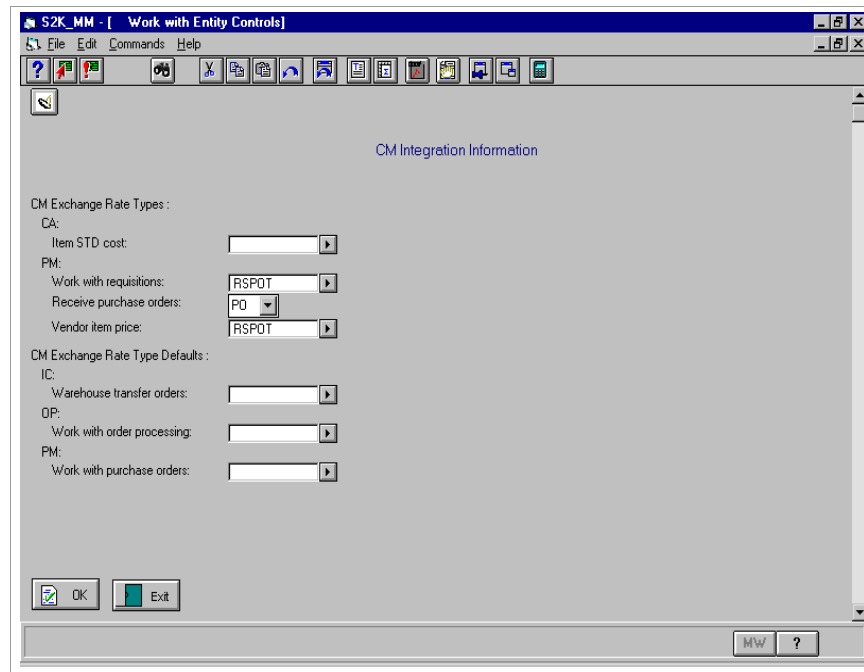 S2K_MM - [ Work with Entity Controls]
File Edit Commands Help
CM Integration Information
CM Exchange Rate Types :
CA:
Item STD cost:
PM:
Work with requisitions: RSPOT
Receive purchase orders: PO
Vendor item price: RSPOT
CM Exchange Rate Type Defaults :
IC:
Warehouse transfer orders:
OP:
Work with order processing:
PM:
Work with purchase orders:
OK Exit
MW ?